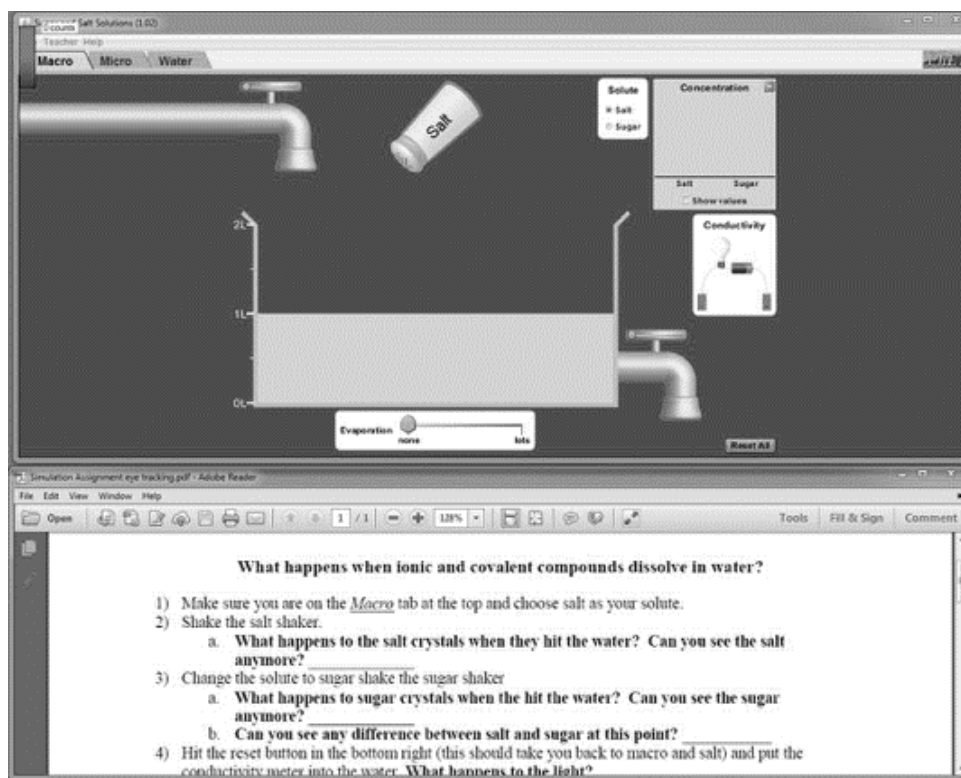 Salt Solutions (1.02)
counts
Teacher Help
Macro Micro Water
Salt
Solute
Salt
Sugar
Concentration
Salt Sugar
Show values
Conductivity
2L
1L
0L
Evaporation
none lots
Reset All
Simulation Assignment eye tracking.pdf - Adobe Reader
File Edit View Window Help
Open 1 / 1 128% Tools Fill & Sign Comment
What happens when ionic and covalent compounds dissolve in water?
1) Make sure you are on the Macro tab at the top and choose salt as your solute.
2) Shake the salt shaker.
a. What happens to the salt crystals when they hit the water? Can you see the salt
anymore? ____________
3) Change the solute to sugar shake the sugar shaker
a. What happens to sugar crystals when the hit the water? Can you see the sugar
anymore? ____________
b. Can you see any difference between salt and sugar at this point? ____________
4) Hit the reset button in the bottom right (this should take you back to macro and salt) and put the
conductivity meter into the water. What happens to the light?